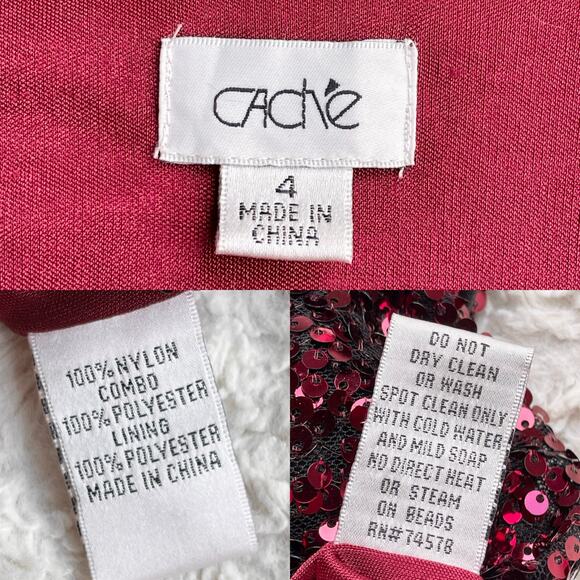 CACHÉ
4
MADE IN
CHINA
100% NYLON
COMBO
100% POLYESTER
LINING
100% POLYESTER
MADE IN CHINA
DO NOT
DRY CLEAN
OR WASH
SPOT CLEAN ONLY
WITH COLD WATER
AND MILD SOAP
NO DIRECT HEAT
OR STEAM
ON BEADS
RN#74578